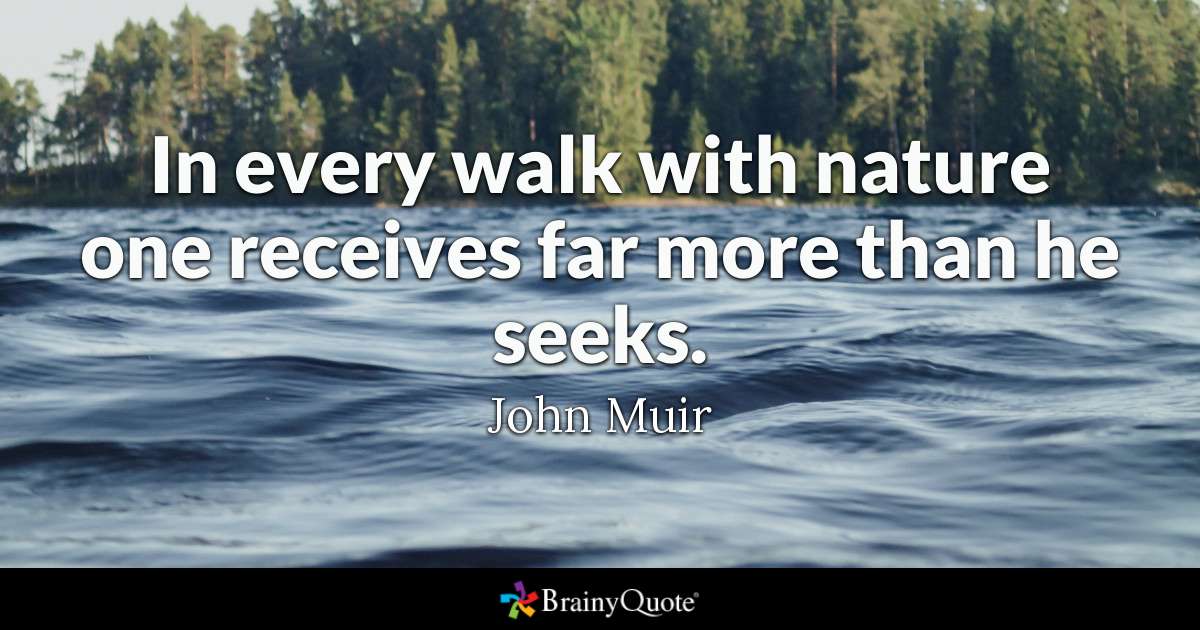 In every walk with nature
one receives far more than he
seeks.
John Muir
BrainyQuote®